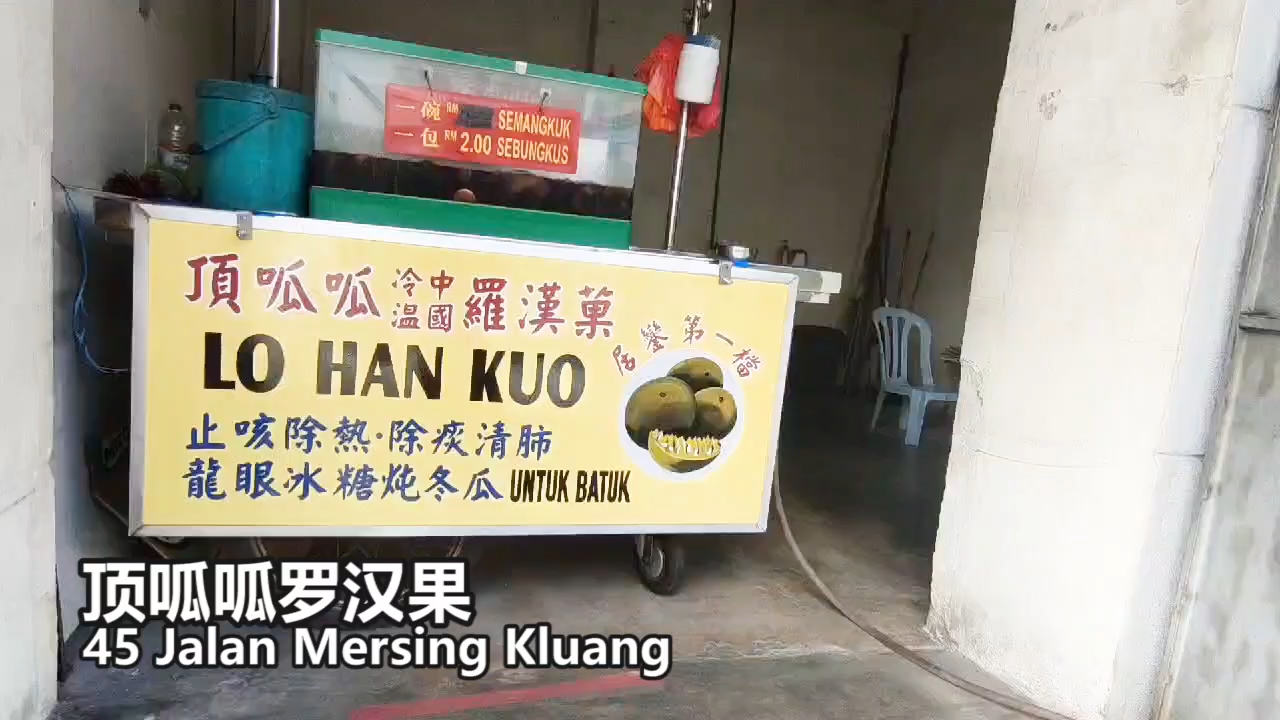 一碗 RM SEMANGKUK
一包 RM 2.00 SEBUNGKUS
頂呱呱 冷温 中國 羅漢菓
LO HAN KUO
居鑾第一檔
止咳除熱·除痰清肺
龍眼冰糖炖冬瓜 UNTUK BATUK
顶呱呱罗汉果
45 Jalan Mersing Kluang